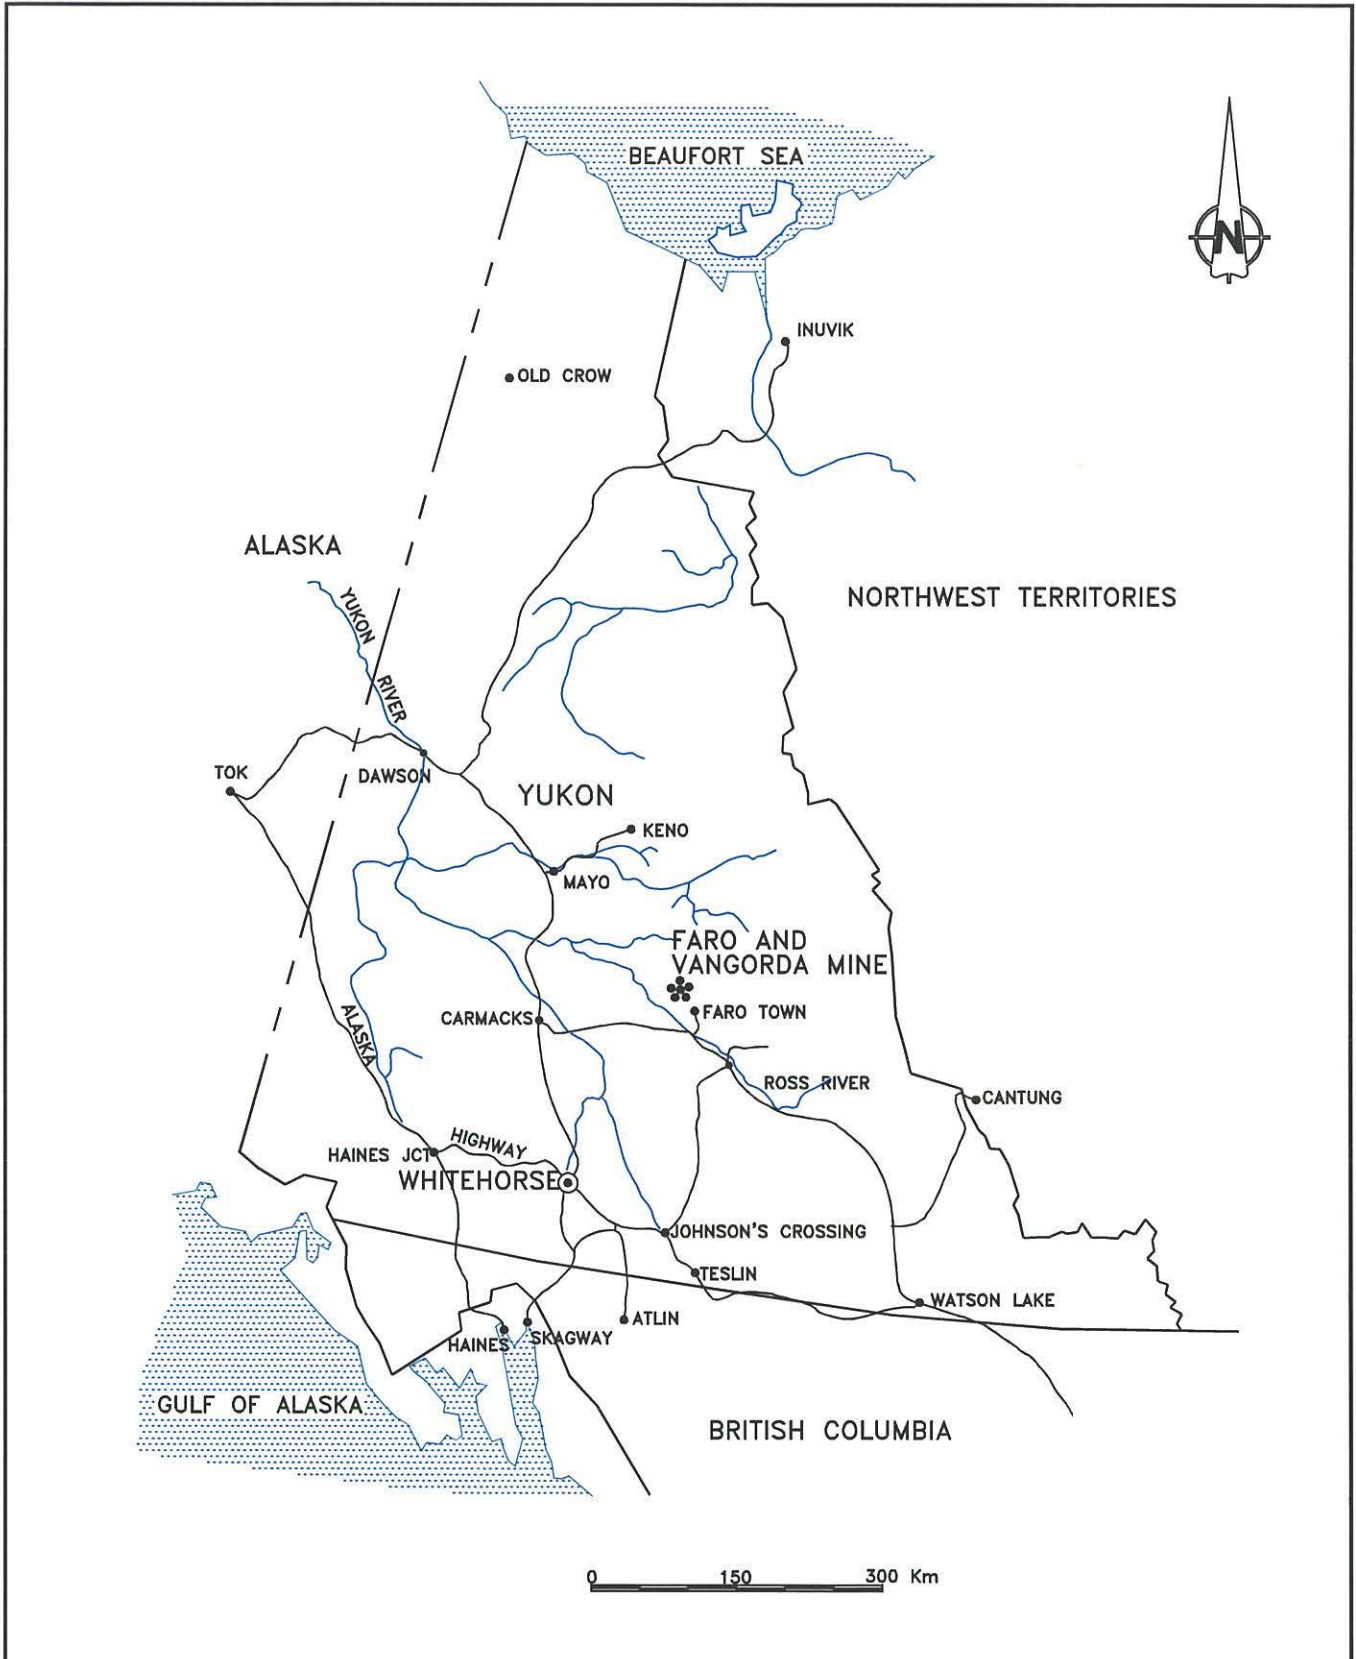 BEAUFORT SEA
N
INUVIK
OLD CROW
ALASKA
NORTHWEST TERRITORIES
YUKON
RIVER
TOK
DAWSON
YUKON
KENO
MAYO
FARO AND
VANGORDA MINE
FARO TOWN
CARMACKS
ALASKA
ROSS RIVER
CANTUNG
HIGHWAY
HAINES JCT
WHITEHORSE
JOHNSON'S CROSSING
TESLIN
WATSON LAKE
ATLIN
SKAGWAY
HAINES
GULF OF ALASKA
BRITISH COLUMBIA
0 150 300 Km